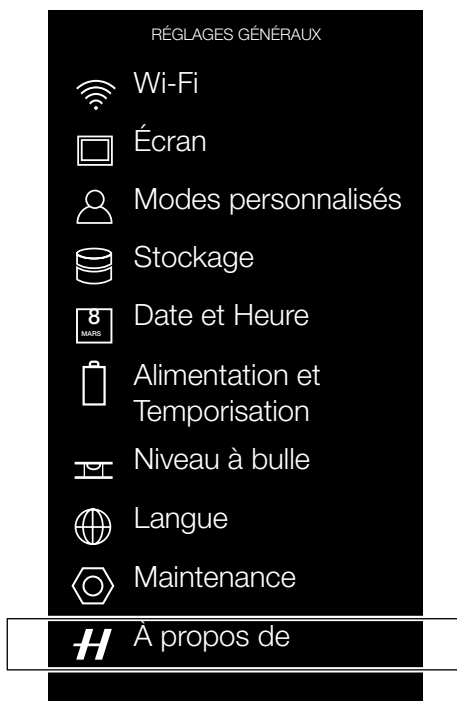 RÉGLAGES GÉNÉRAUX
Wi-Fi
Écran
Modes personnalisés
Stockage
8
MARS
Date et Heure
Alimentation et
Temporisation
Niveau à bulle
Langue
Maintenance
H À propos de